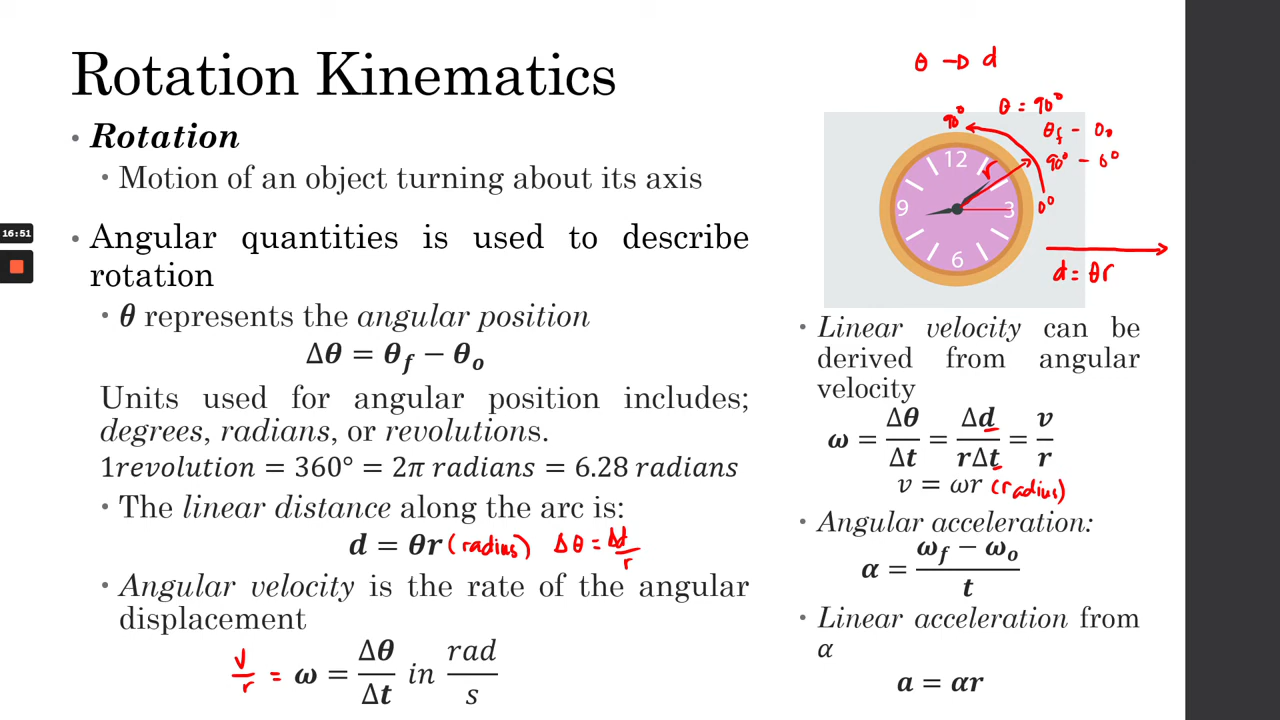 Rotation Kinematics
• Rotation
• Motion of an object turning about its axis
• Angular quantities is used to describe
rotation
• θ represents the angular position
Δθ = θf − θo
Units used for angular position includes;
degrees, radians, or revolutions.
1revolution = 360° = 2π radians = 6.28 radians
• The linear distance along the arc is:
d = θr (radius) Δθ = Δd/r
• Angular velocity is the rate of the angular
displacement
v/r = ω = Δθ/Δt in rad/s
16:51
θ → d
90° θ = 90°
θf − θo
90° − 0°
12
r
9
3
0°
6
d = θr
• Linear velocity can be
derived from angular
velocity
ω = Δθ/Δt = Δd/rΔt = v/r
v = ωr (radius)
• Angular acceleration:
α = ωf − ωo/t
• Linear acceleration from
α
a = αr